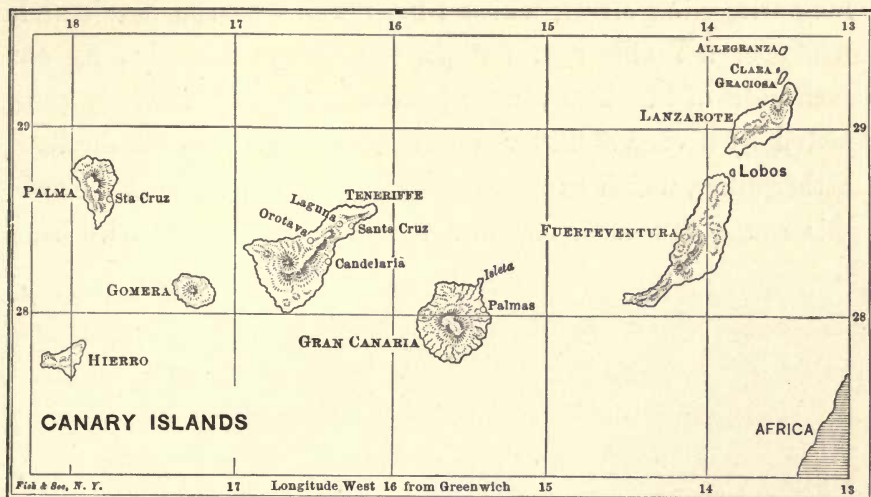 18
17
16
15
14
13
ALLEGRANZA
CLARA
GRACIOSA
29
LANZAROTE
29
Lobos
PALMA
Sta Cruz
TENERIFFE
Laguna
Orotava
Santa Cruz
FUERTEVENTURA
Candelaria
Isleta
GOMERA
Palmas
28
28
GRAN CANARIA
HIERRO
CANARY ISLANDS
AFRICA
Fisk & See, N. Y.
17
Longitude West 16 from Greenwich
15
14
13